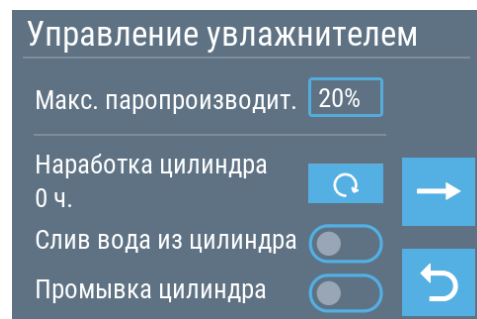 Управление увлажнителем
Макс. паропроизводит. 20%
Наработка цилиндра
0 ч.
Слив вода из цилиндра
Промывка цилиндра